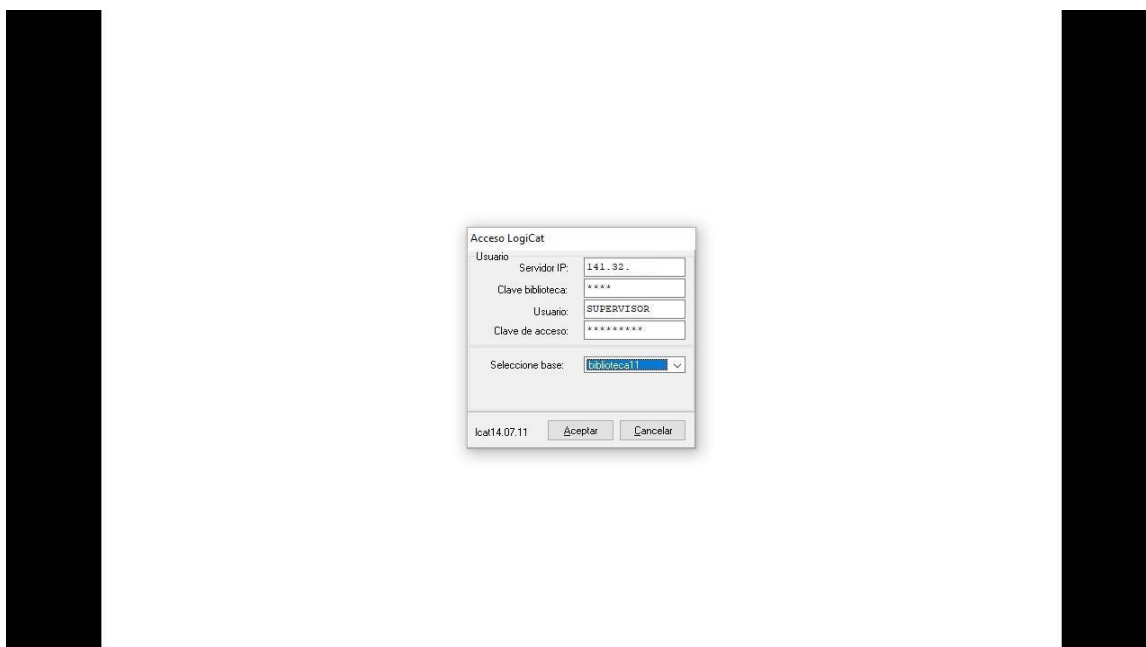 Acceso LogiCat
Usuario
Servidor IP: 141.32.
Clave biblioteca: ****
Usuario: SUPERVISOR
Clave de acceso: *********
Seleccione base: biblioteca11
lcat14.07.11 Aceptar Cancelar